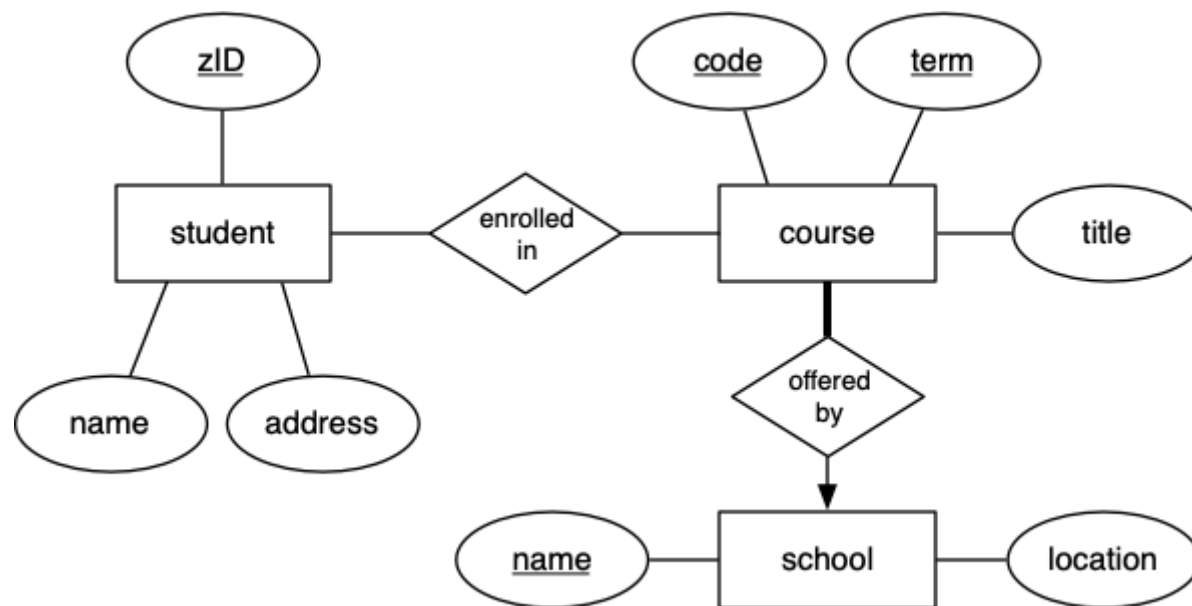 zID
code
term
student
enrolled
in
course
title
name
address
offered
by
name
school
location